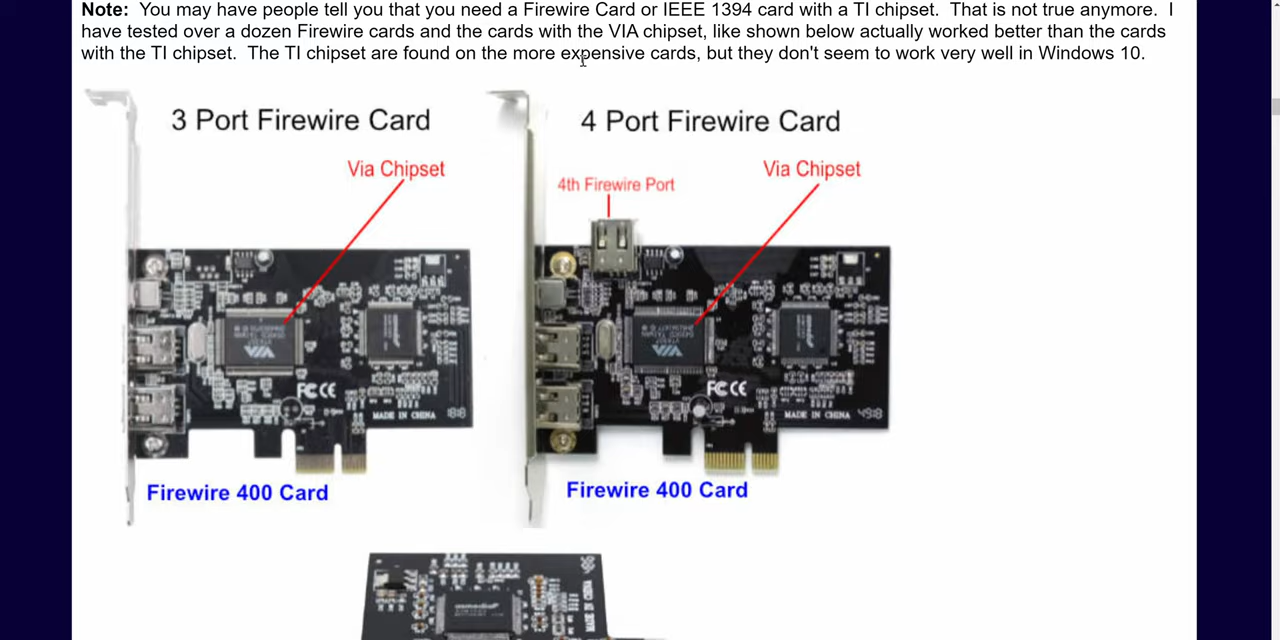 Note:  You may have people tell you that you need a Firewire Card or IEEE 1394 card with a TI chipset.  That is not true anymore.  I
have tested over a dozen Firewire cards and the cards with the VIA chipset, like shown below actually worked better than the cards
with the TI chipset.  The TI chipset are found on the more expensive cards, but they don't seem to work very well in Windows 10.
3 Port Firewire Card
4 Port Firewire Card
Via Chipset
Via Chipset
4th Firewire Port
VIA
VIA
FC CE
FC CE
MADE IN CHINA
MADE IN CHINA
Firewire 400 Card
Firewire 400 Card
asmedia